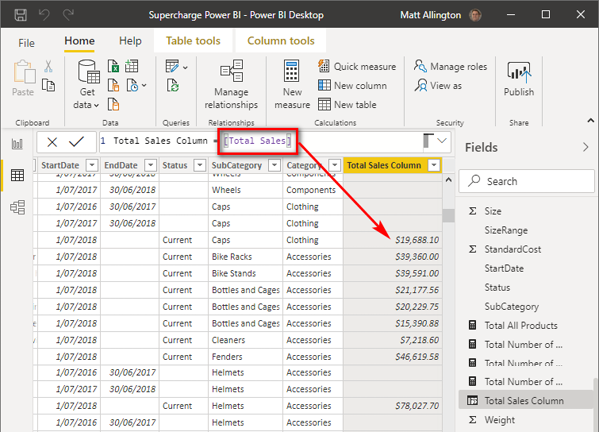 Supercharge Power BI - Power BI Desktop
Matt Allington
File Home Help Table tools Column tools
Paste
Get data
Manage relationships
New measure
Quick measure
New column
New table
Manage roles
View as
Publish
Clipboard Data Queries Relationships Calculations Security Share
1 Total Sales Column = [Total Sales]
StartDate EndDate Status SubCategory Category Total Sales Column
1/07/2017 30/06/2018 Wheels Components
1/07/2017 Wheels Components
1/07/2016 30/06/2017 Caps Clothing
1/07/2017 30/06/2018 Caps Clothing
1/07/2018 Current Caps Clothing $19,688.10
1/07/2018 Current Bike Racks Accessories $39,360.00
1/07/2018 Current Bike Stands Accessories $39,591.00
1/07/2018 Current Bottles and Cages Accessories $21,177.56
1/07/2018 Current Bottles and Cages Accessories $20,229.75
1/07/2018 Current Bottles and Cages Accessories $15,390.88
1/07/2018 Current Cleaners Accessories $7,218.60
1/07/2018 Current Fenders Accessories $46,619.58
1/07/2016 30/06/2017 Helmets Accessories
1/07/2017 30/06/2018 Helmets Accessories
1/07/2018 Current Helmets Accessories $78,027.70
1/07/2016 30/06/2017 Helmets Accessories
Fields
Search
Size
SizeRange
StandardCost
StartDate
Status
SubCategory
Total All Products
Total Number of ...
Total Number of ...
Total Number of ...
Total Sales Column
Weight